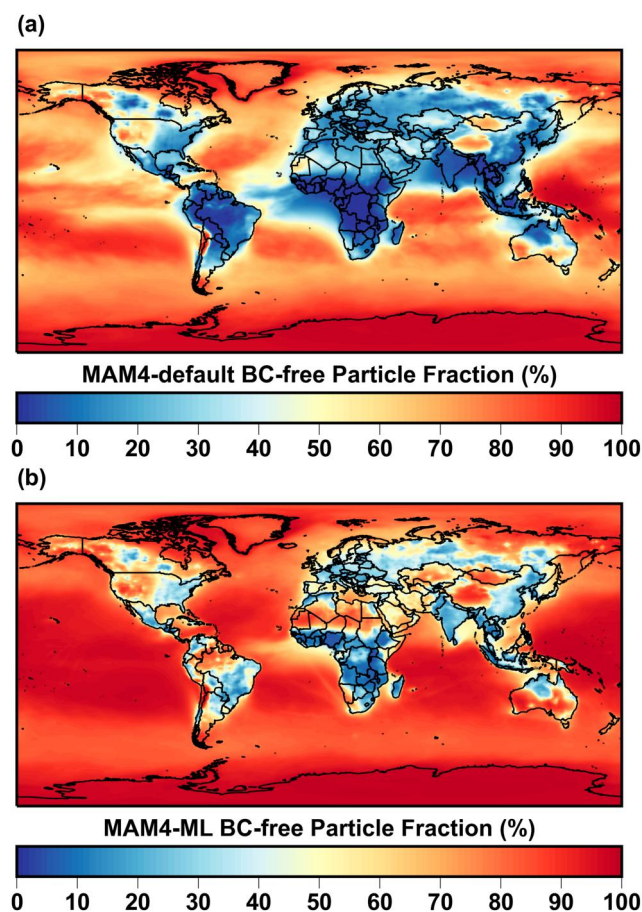 (a)
MAM4-default BC-free Particle Fraction (%)
0 10 20 30 40 50 60 70 80 90 100
(b)
MAM4-ML BC-free Particle Fraction (%)
0 10 20 30 40 50 60 70 80 90 100